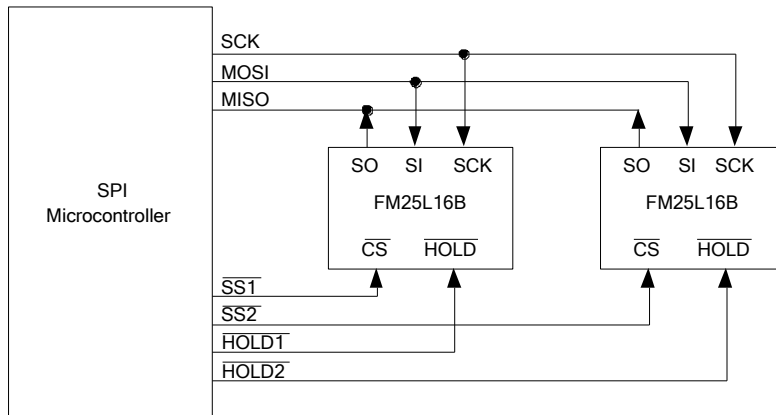 SCK
MOSI
MISO
SPI
Microcontroller
SO SI SCK
FM25L16B
CS HOLD
SO SI SCK
FM25L16B
CS HOLD
SS1
SS2
HOLD1
HOLD2